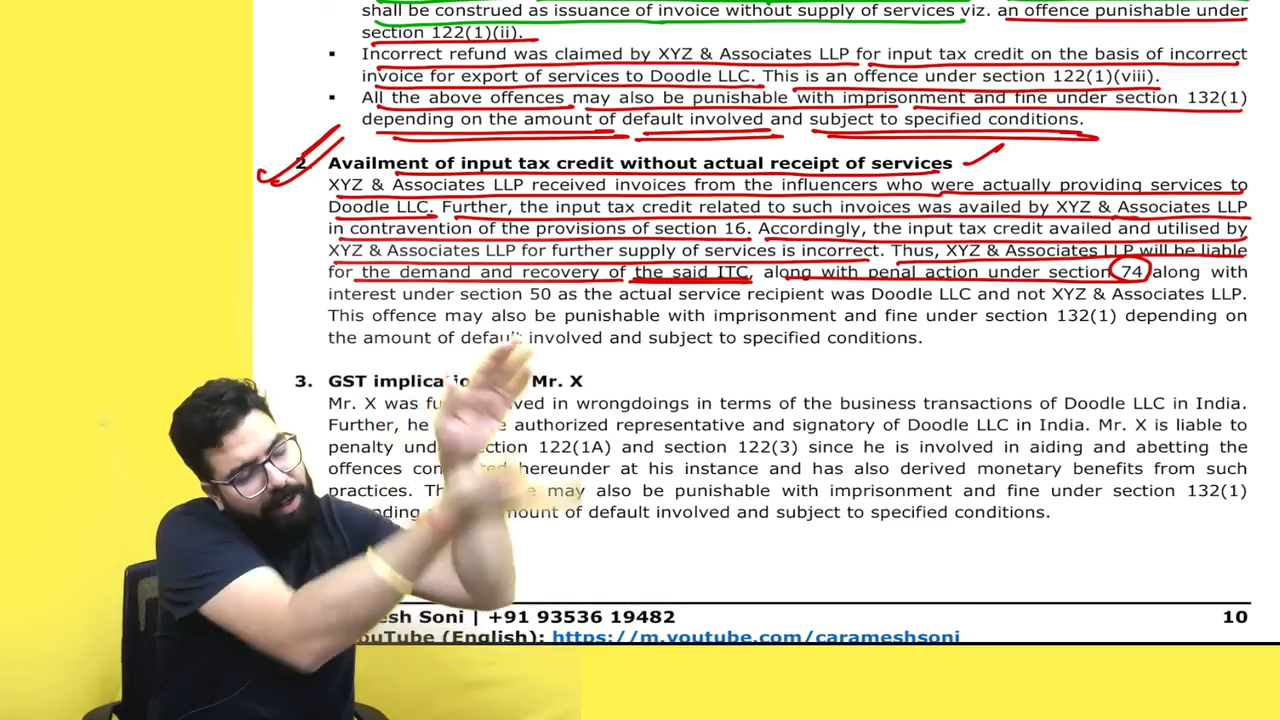 shall be construed as issuance of invoice without supply of services viz. an offence punishable under
section 122(1)(ii).
▪ Incorrect refund was claimed by XYZ & Associates LLP for input tax credit on the basis of incorrect
invoice for export of services to Doodle LLC. This is an offence under section 122(1)(viii).
▪ All the above offences may also be punishable with imprisonment and fine under section 132(1)
depending on the amount of default involved and subject to specified conditions.
2. Availment of input tax credit without actual receipt of services
XYZ & Associates LLP received invoices from the influencers who were actually providing services to
Doodle LLC. Further, the input tax credit related to such invoices was availed by XYZ & Associates LLP
in contravention of the provisions of section 16. Accordingly, the input tax credit availed and utilised by
XYZ & Associates LLP for further supply of services is incorrect. Thus, XYZ & Associates LLP will be liable
for the demand and recovery of the said ITC, along with penal action under section 74 along with
interest under section 50 as the actual service recipient was Doodle LLC and not XYZ & Associates LLP.
This offence may also be punishable with imprisonment and fine under section 132(1) depending on
the amount of default involved and subject to specified conditions.
3. GST Mr. X
Mr. X was in wrongdoings in terms of the business transactions of Doodle LLC in India.
Further, he authorized representative and signatory of Doodle LLC in India. Mr. X is liable to
penalty section 122(1A) and section 122(3) since he is involved in aiding and abetting the
offences hereunder at his instance and has also derived monetary benefits from such
practices. may also be punishable with imprisonment and fine under section 132(1)
of default involved and subject to specified conditions.
Soni | +91 93536 19482 10
YouTube (English): https://m.youtube.com/carameshsoni